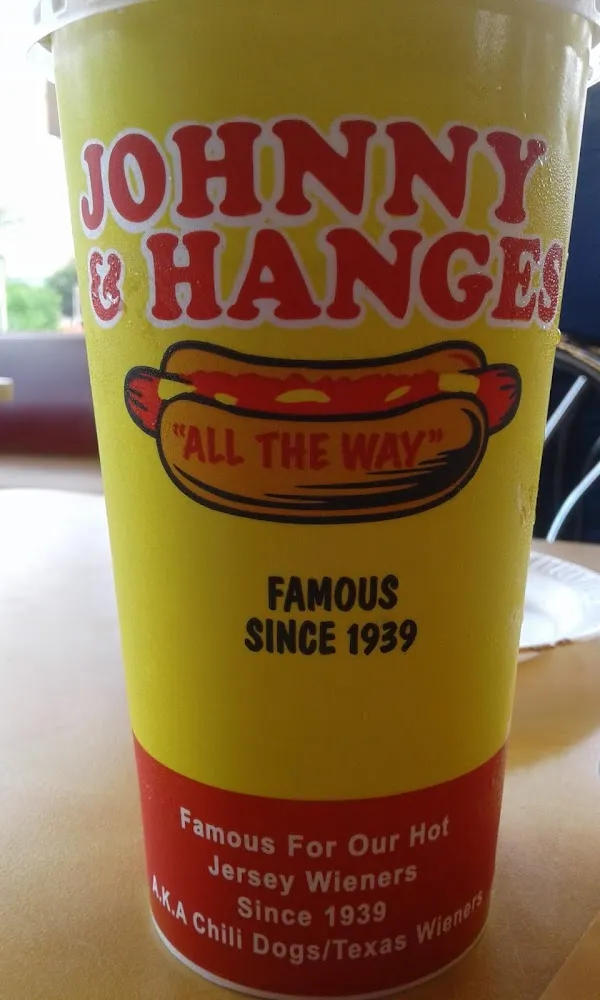 JOHNNY
& HANGES
"ALL THE WAY"
FAMOUS
SINCE 1939
Famous For Our Hot
Jersey Wieners
Since 1939
A.K.A Chili Dogs/Texas Wieners